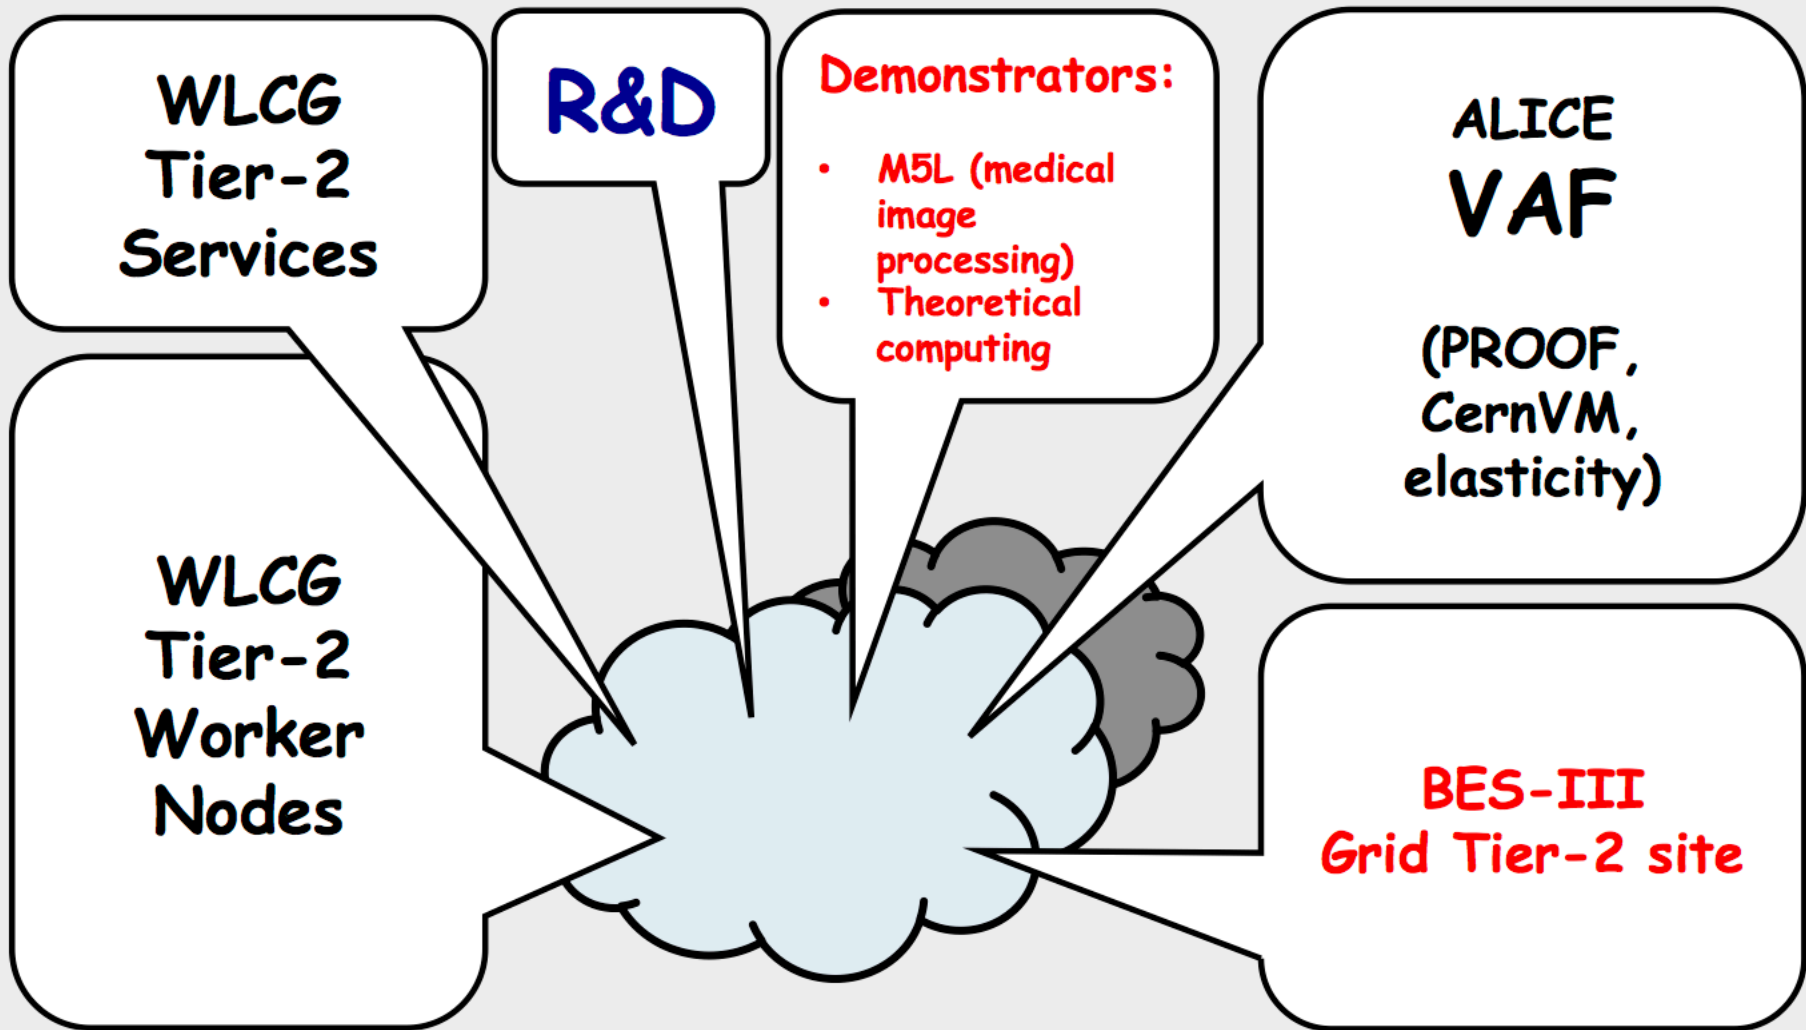 WLCG
Tier-2
Services
R&D
Demonstrators:
• M5L (medical
image
processing)
• Theoretical
computing
ALICE
VAF
(PROOF,
CernVM,
elasticity)
WLCG
Tier-2
Worker
Nodes
BES-III
Grid Tier-2 site